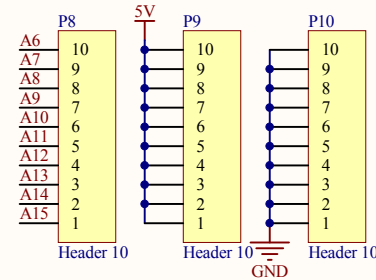 5V
P8 P9 P10
A6 10 10 10
A7 9 9 9
A8 8 8 8
A9 7 7 7
A10 6 6 6
A11 5 5 5
A12 4 4 4
A13 3 3 3
A14 2 2 2
A15 1 1 1
Header 10 Header 10 Header 10
GND